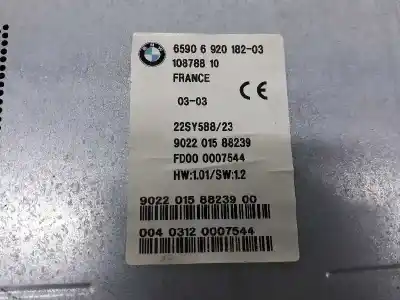 BMW
6590 6 920 182-03
108788 10
FRANCE
03-03
CE
22SY588/23
9022 015 88239
FD00 0007544
HW:1.01/SW:1.2
9022 015 88239 00
004 0312 0007544